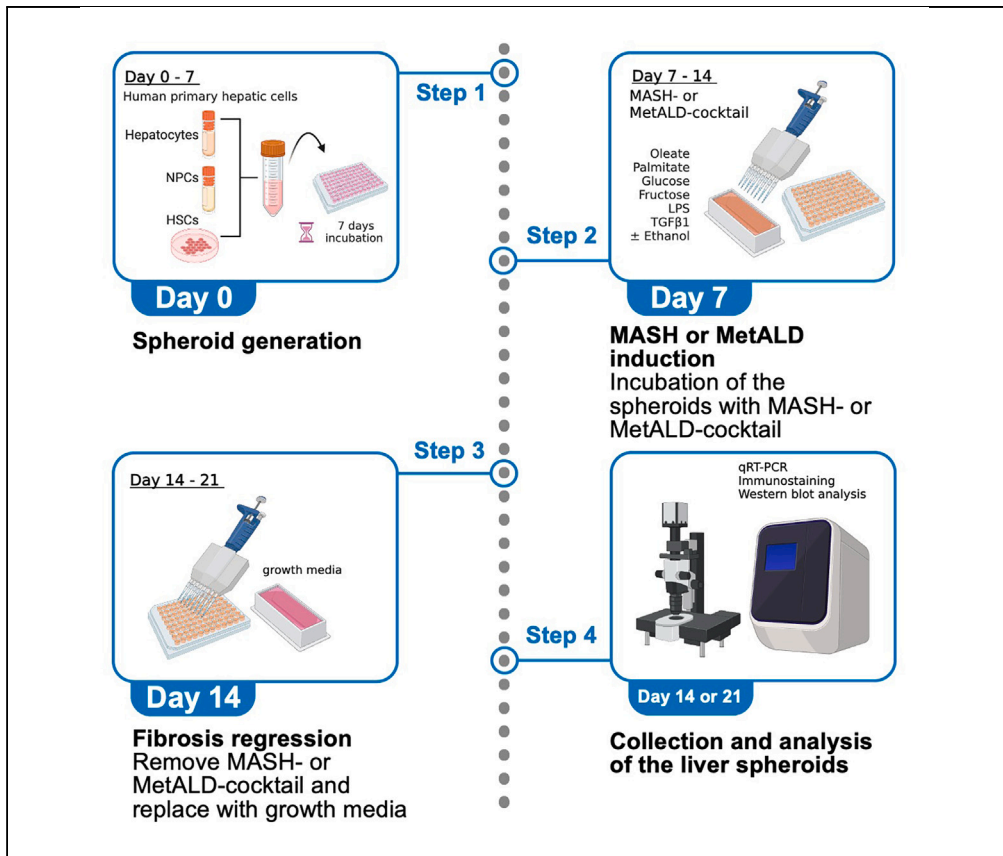 Step 1
Day 0 - 7
Human primary hepatic cells
Hepatocytes
NPCs
HSCs
7 days
incubation
Day 0
Spheroid generation
Step 2
Day 7 - 14
MASH- or
MetALD-cocktail
Oleate
Palmitate
Glucose
Fructose
LPS
TGFβ1
± Ethanol
Day 7
MASH or MetALD
induction
Incubation of the
spheroids with MASH- or
MetALD-cocktail
Step 3
Day 14 - 21
growth media
Day 14
Fibrosis regression
Remove MASH- or
MetALD-cocktail and
replace with growth media
Step 4
qRT-PCR
Immunostaining
Western blot analysis
Day 14 or 21
Collection and analysis
of the liver spheroids